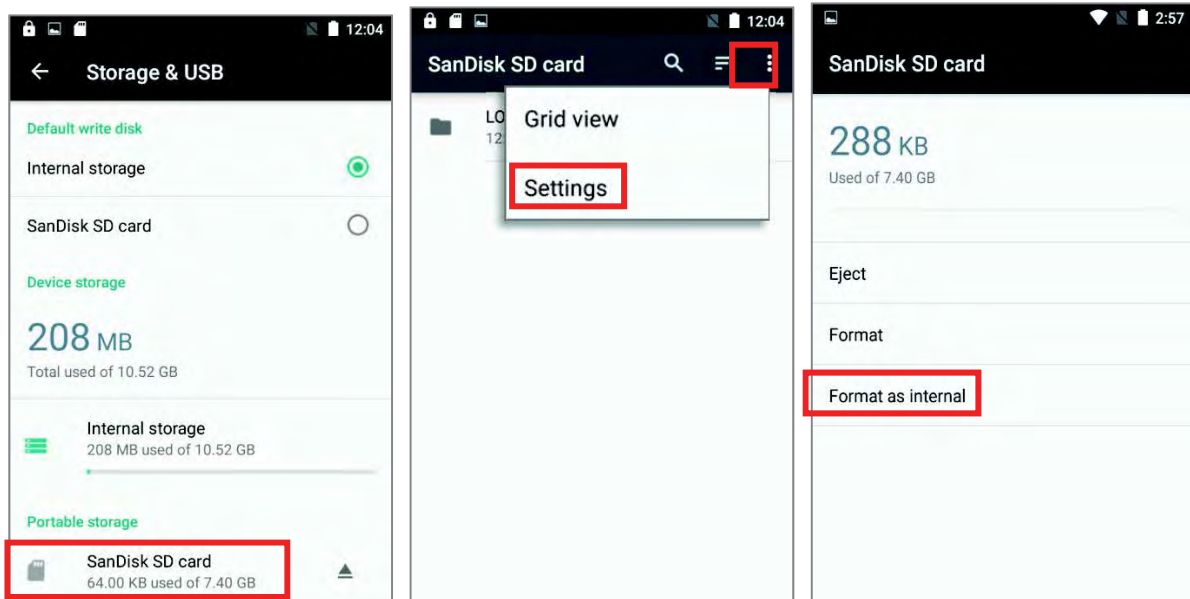 12:04
Storage & USB
Default write disk
Internal storage
SanDisk SD card
Device storage
208 MB
Total used of 10.52 GB
Internal storage
208 MB used of 10.52 GB
Portable storage
SanDisk SD card
64.00 KB used of 7.40 GB
12:04
SanDisk SD card
LO
12:
Grid view
Settings
2:57
SanDisk SD card
288 KB
Used of 7.40 GB
Eject
Format
Format as internal